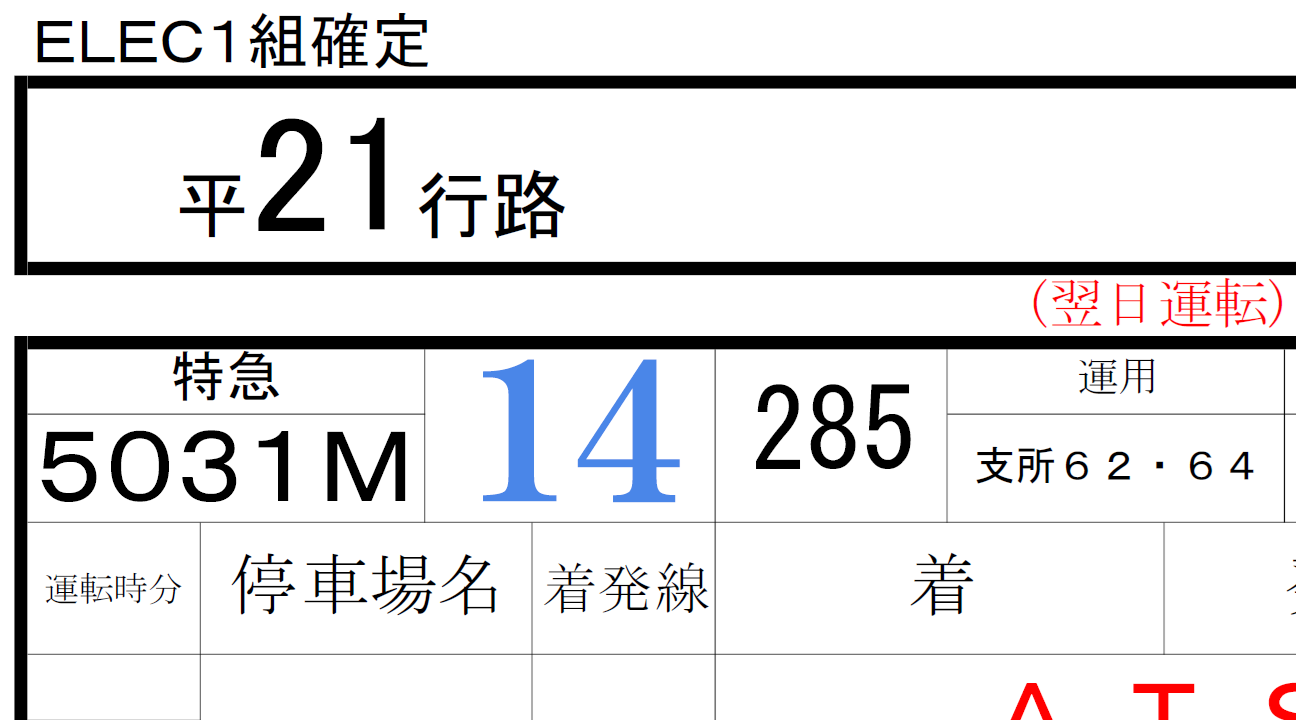 ELEC1組確定
平21行路
(翌日運転)
特急 14 285 運用
5031M 支所６２・６４
運転時分 停車場名 着発線 着
ＡＴ